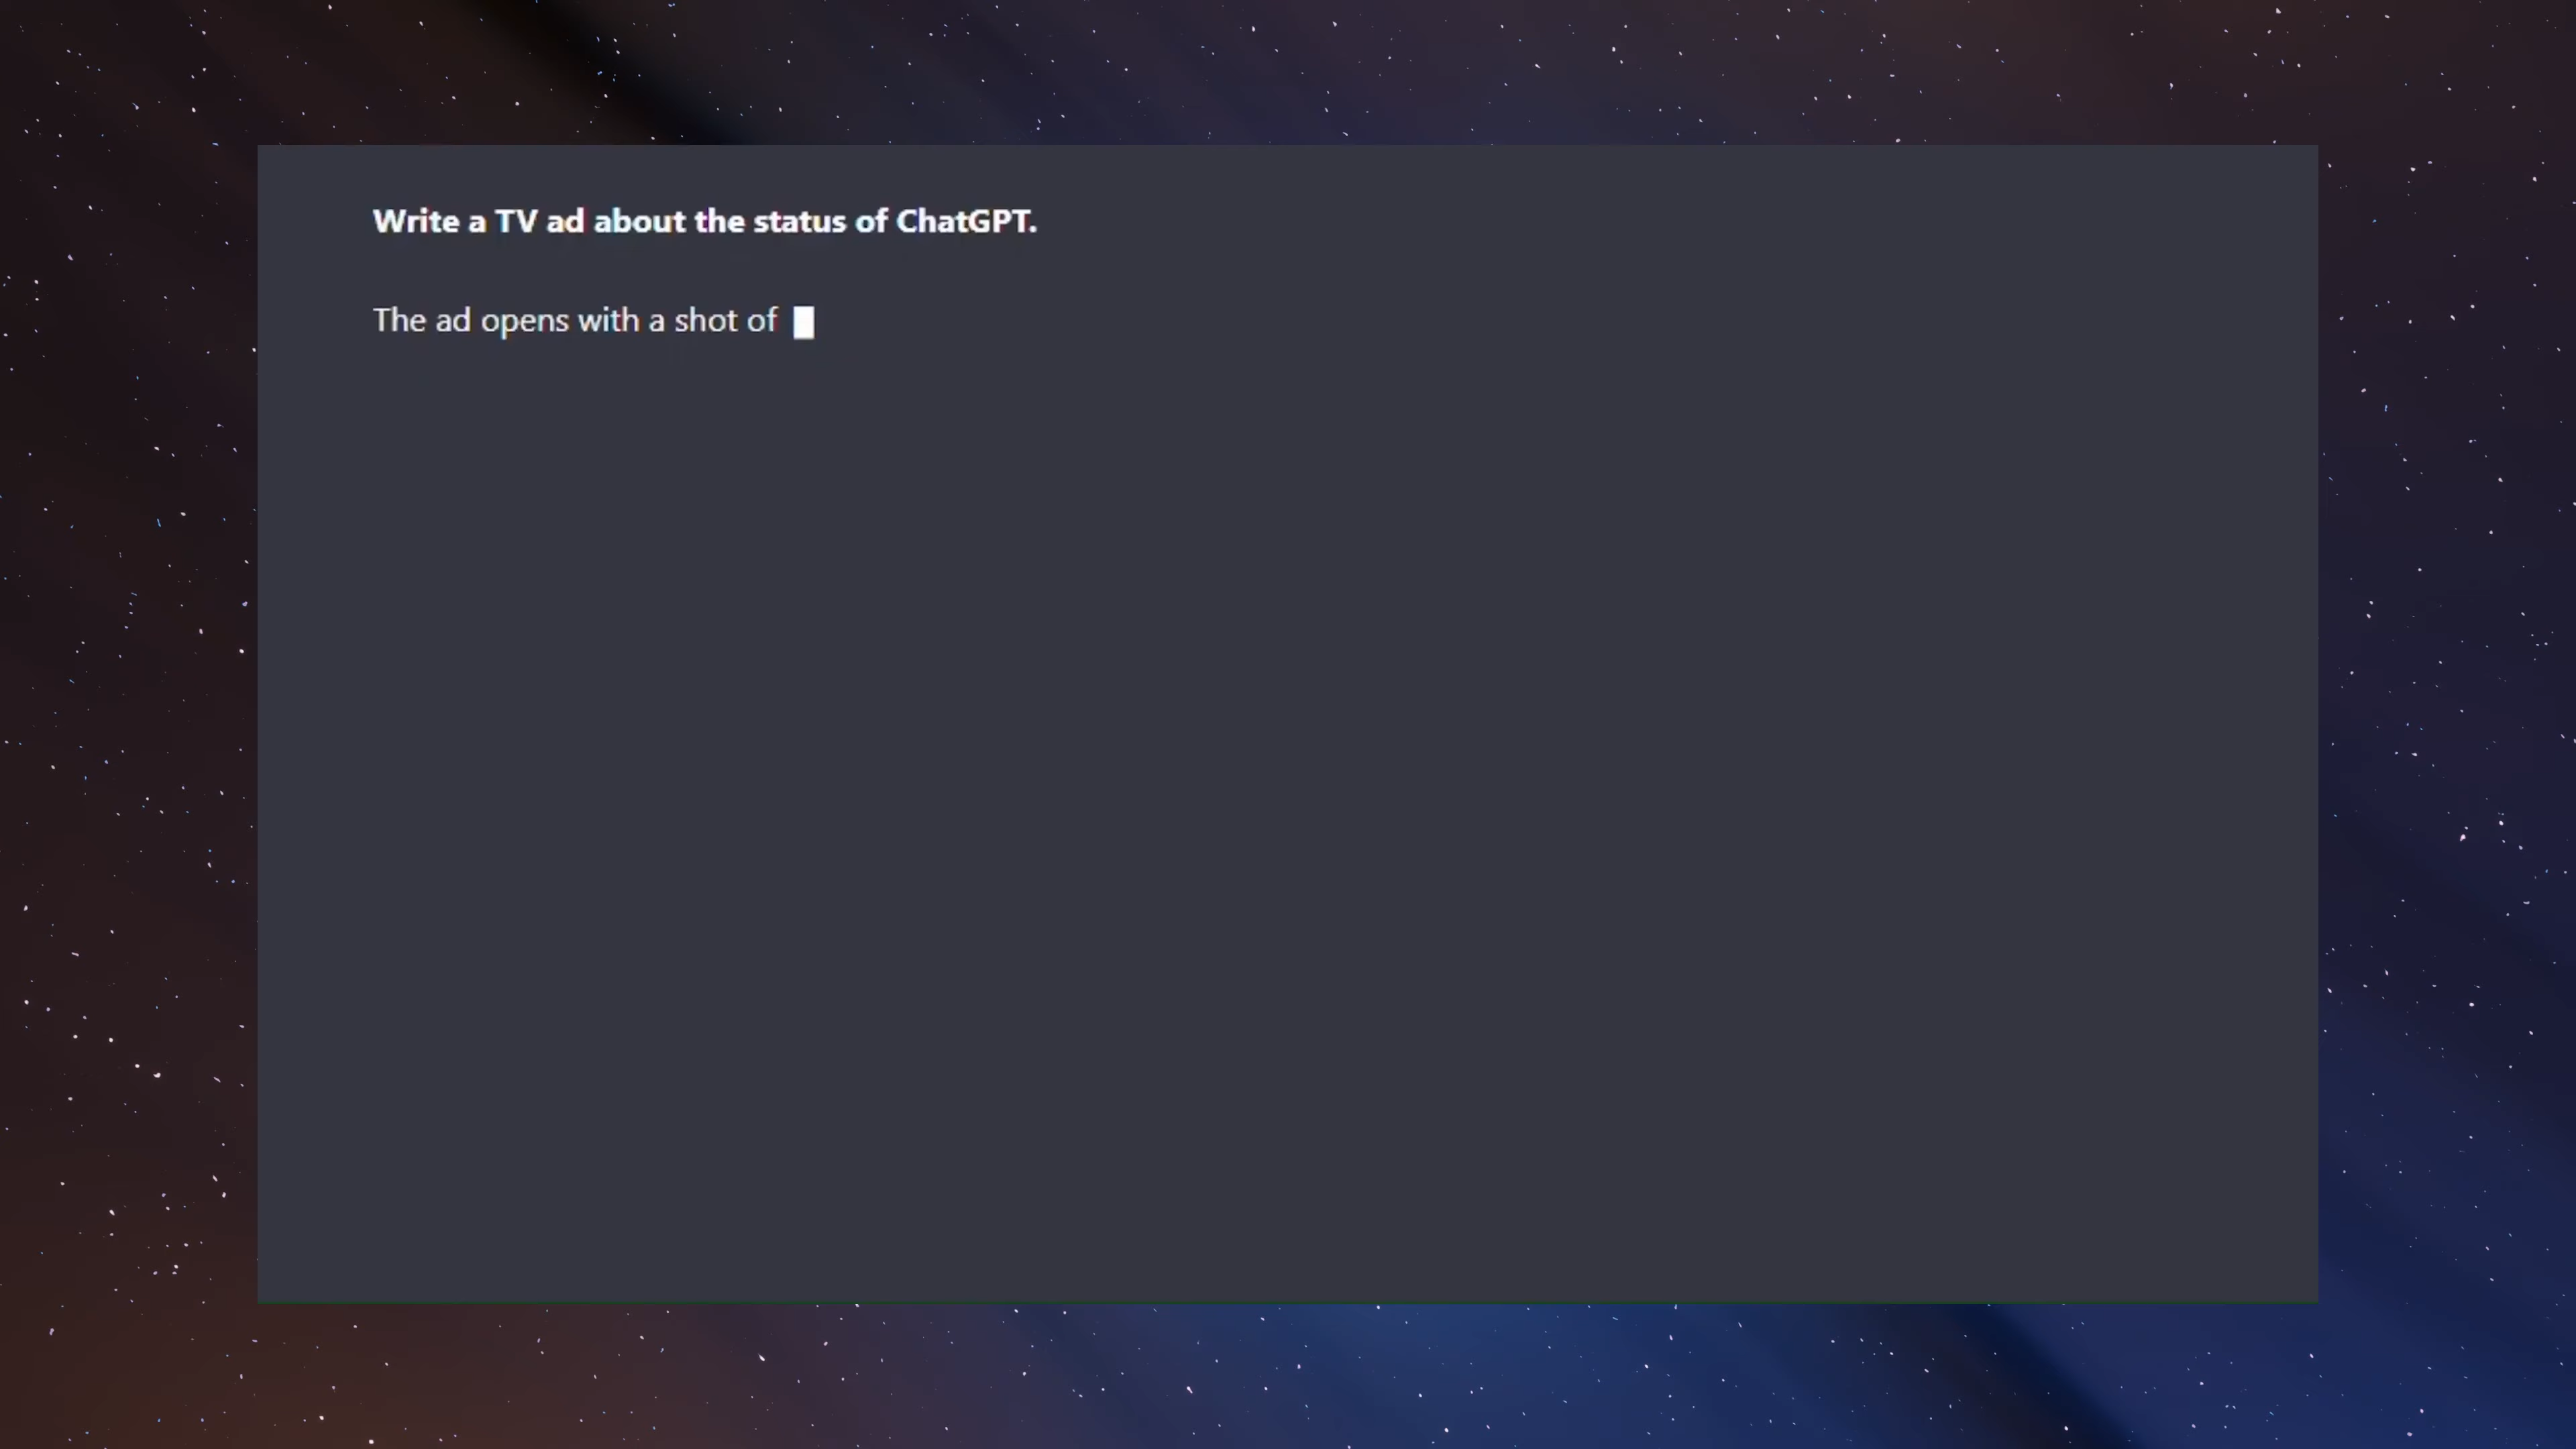 Write a TV ad about the status of ChatGPT.
The ad opens with a shot of